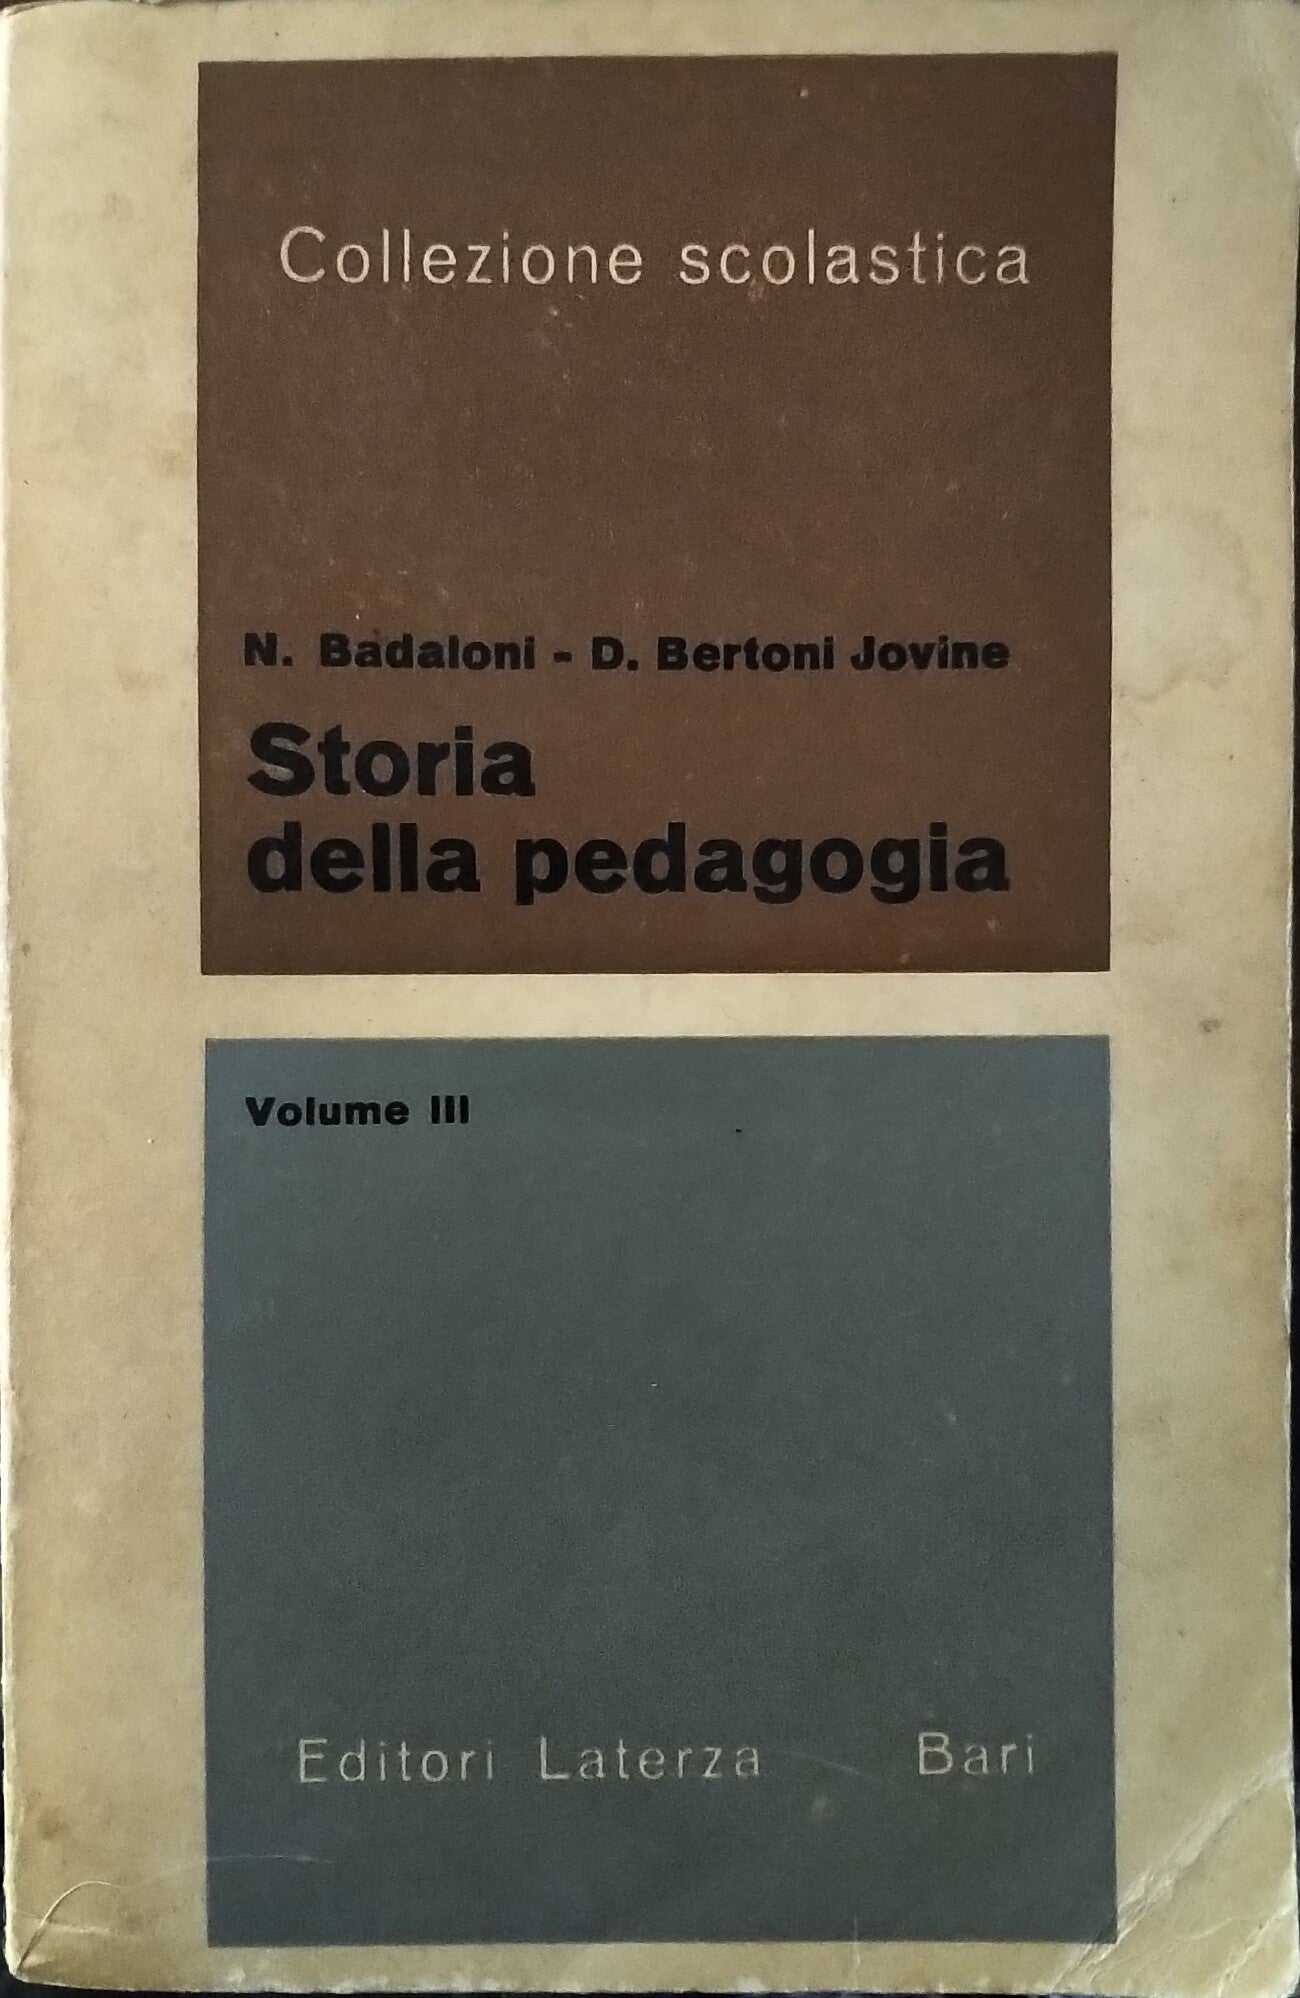 Collezione scolastica
N. Badaloni - D. Bertoni Jovine
Storia
della pedagogia
Volume III
Editori Laterza Bari